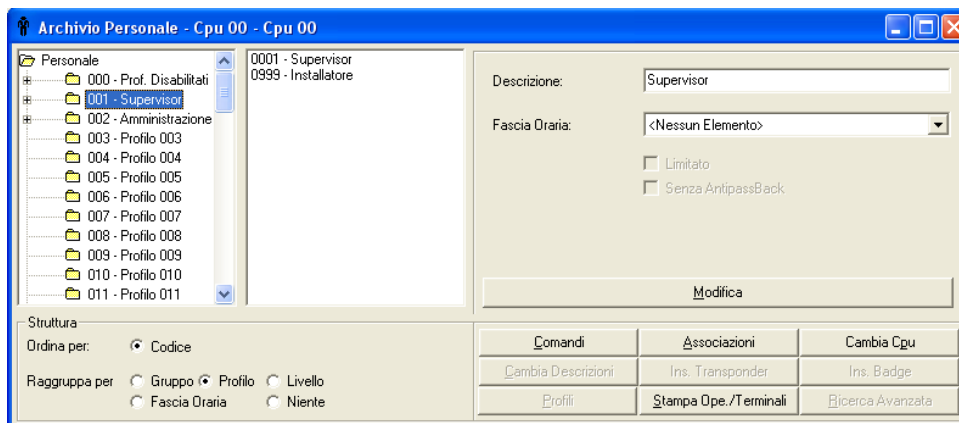 Archivio Personale - Cpu 00 - Cpu 00
Personale
000 - Prof. Disabilitati
001 - Supervisor
002 - Amministrazione
003 - Profilo 003
004 - Profilo 004
005 - Profilo 005
006 - Profilo 006
007 - Profilo 007
008 - Profilo 008
009 - Profilo 009
010 - Profilo 010
011 - Profilo 011
0001 - Supervisor
0999 - Installatore
Descrizione: Supervisor
Fascia Oraria: <Nessun Elemento>
Limitato
Senza AntipassBack
Modifica
Struttura
Ordina per: Codice
Raggruppa per Gruppo Profilo Livello
Fascia Oraria Niente
Comandi Associazioni Cambia Cpu
Cambia Descrizioni Ins. Transponder Ins. Badge
Profili Stampa Ope./Terminali Ricerca Avanzata